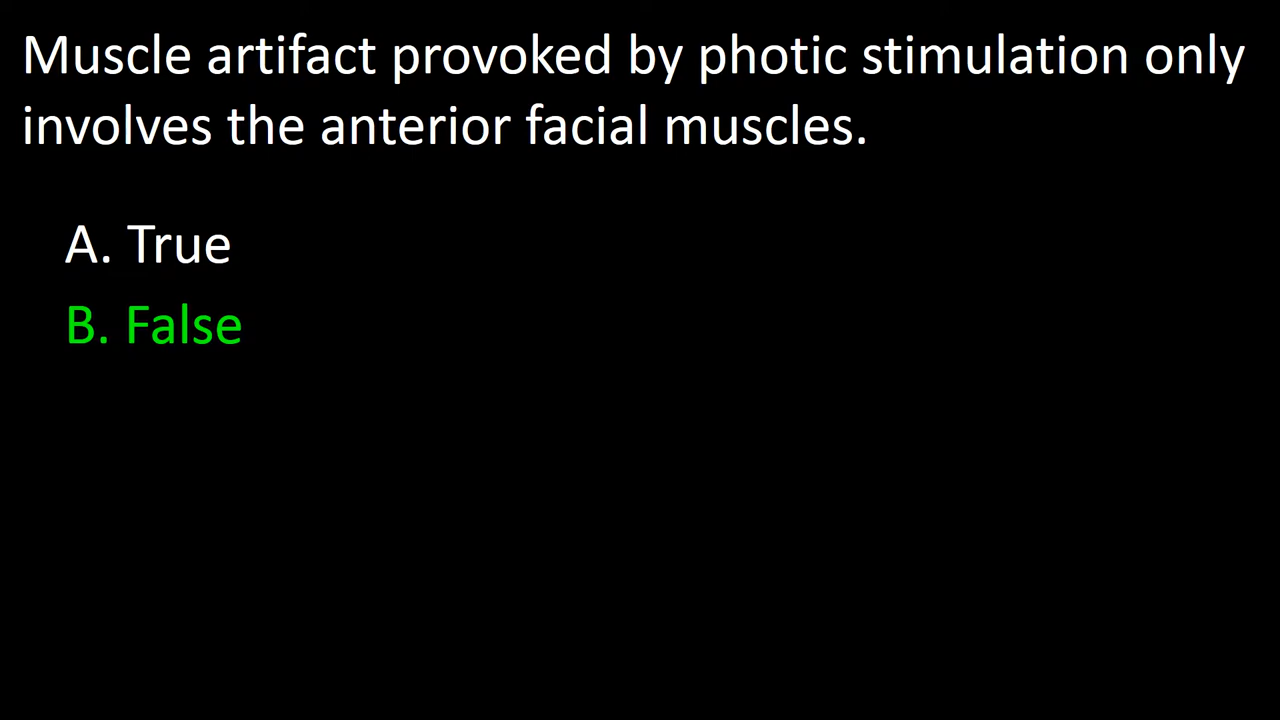 Muscle artifact provoked by photic stimulation only
involves the anterior facial muscles.
A. True
B. False